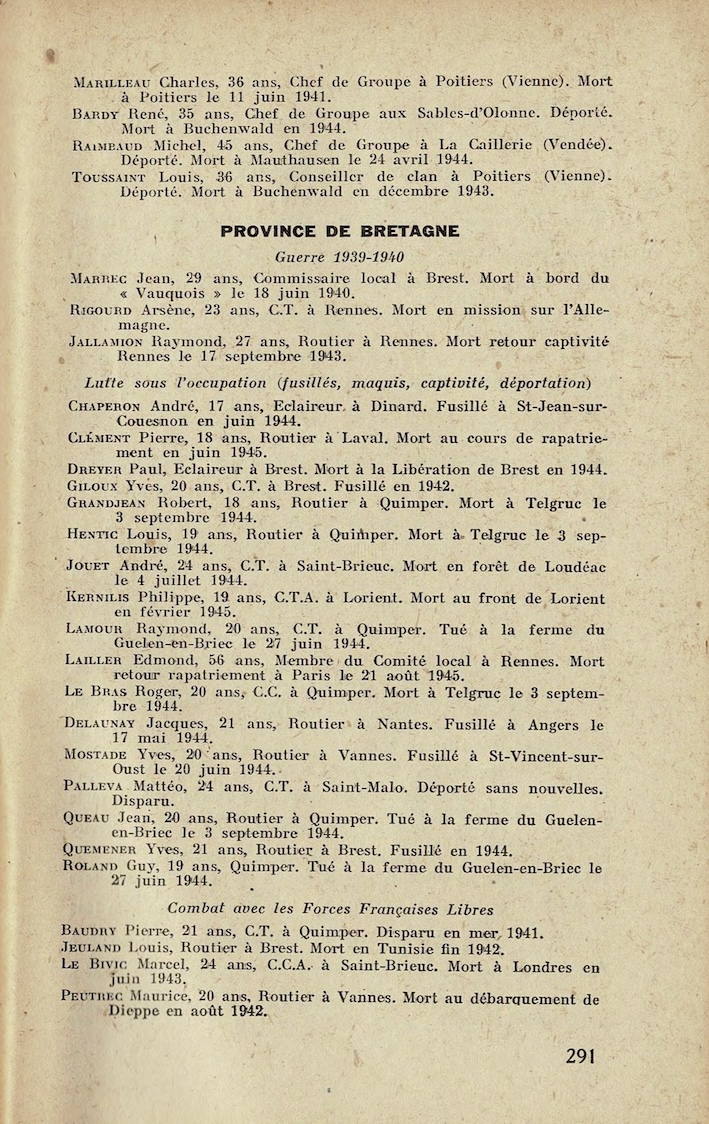 MARILLEAU Charles, 36 ans, Chef de Groupe à Poitiers (Vienne). Mort
à Poitiers le 11 juin 1941.
BARDY René, 35 ans, Chef de Groupe aux Sables-d'Olonne. Déporté.
Mort à Buchenwald en 1944.
RAIMBAUD Michel, 45 ans, Chef de Groupe à La Caillerie (Vendée).
Déporté. Mort à Mauthausen le 24 avril 1944.
TOUSSAINT Louis, 36 ans, Conseiller de clan à Poitiers (Vienne).
Déporté. Mort à Buchenwald en décembre 1943.
PROVINCE DE BRETAGNE
Guerre 1939-1940
MARREC Jean, 29 ans, Commissaire local à Brest. Mort à bord du
« Vauquois » le 18 juin 1940.
RIGOURD Arsène, 23 ans, C.T. à Rennes. Mort en mission sur l'Alle-
magne.
JALLAMION Raymond, 27 ans, Routier à Rennes. Mort retour captivité
Rennes le 17 septembre 1943.
Lutte sous l'occupation (fusillés, maquis, captivité, déportation)
CHAPERON André, 17 ans, Eclaireur à Dinard. Fusillé à St-Jean-sur-
Couesnon en juin 1944.
CLÉMENT Pierre, 18 ans, Routier à Laval. Mort au cours de rapatrie-
ment en juin 1945.
DREYER Paul, Eclaireur à Brest. Mort à la Libération de Brest en 1944.
GILOUX Yves, 20 ans, C.T. à Brest. Fusillé en 1942.
GRANDJEAN Robert, 18 ans, Routier à Quimper. Mort à Telgruc le
3 septembre 1944.
HENTIC Louis, 19 ans, Routier à Quimper. Mort à Telgruc le 3 sep-
tembre 1944.
JOUET André, 24 ans, C.T. à Saint-Brieuc. Mort en forêt de Loudéac
le 4 juillet 1944.
KERNILIS Philippe, 19 ans, C.T.A. à Lorient. Mort au front de Lorient
en février 1945.
LAMOUR Raymond, 20 ans, C.T. à Quimper. Tué à la ferme du
Guelen-en-Briec le 27 juin 1944.
LAILLER Edmond, 56 ans, Membre du Comité local à Rennes. Mort
retour rapatriement à Paris le 21 août 1945.
LE BRAS Roger, 20 ans, C.C. à Quimper. Mort à Telgruc le 3 septem-
bre 1944.
DELAUNAY Jacques, 21 ans, Routier à Nantes. Fusillé à Angers le
17 mai 1944.
MOSTADE Yves, 20 ans, Routier à Vannes. Fusillé à St-Vincent-sur-
Oust le 20 juin 1944.
PALLEVA Mattéo, 24 ans, C.T. à Saint-Malo. Déporté sans nouvelles.
Disparu.
QUEAU Jean, 20 ans, Routier à Quimper. Tué à la ferme du Guelen-
en-Briec le 3 septembre 1944.
QUEMENER Yves, 21 ans, Routier à Brest. Fusillé en 1944.
ROLAND Guy, 19 ans, Quimper. Tué à la ferme du Guelen-en-Briec le
27 juin 1944.
Combat avec les Forces Françaises Libres
BAUDRY Pierre, 21 ans, C.T. à Quimper. Disparu en mer 1941.
JEULAND Louis, Routier à Brest. Mort en Tunisie fin 1942.
LE BIVIC Marcel, 24 ans, C.C.A. à Saint-Brieuc. Mort à Londres en
juin 1943.
PEUTREC Maurice, 20 ans, Routier à Vannes. Mort au débarquement de
Dieppe en août 1942.
291